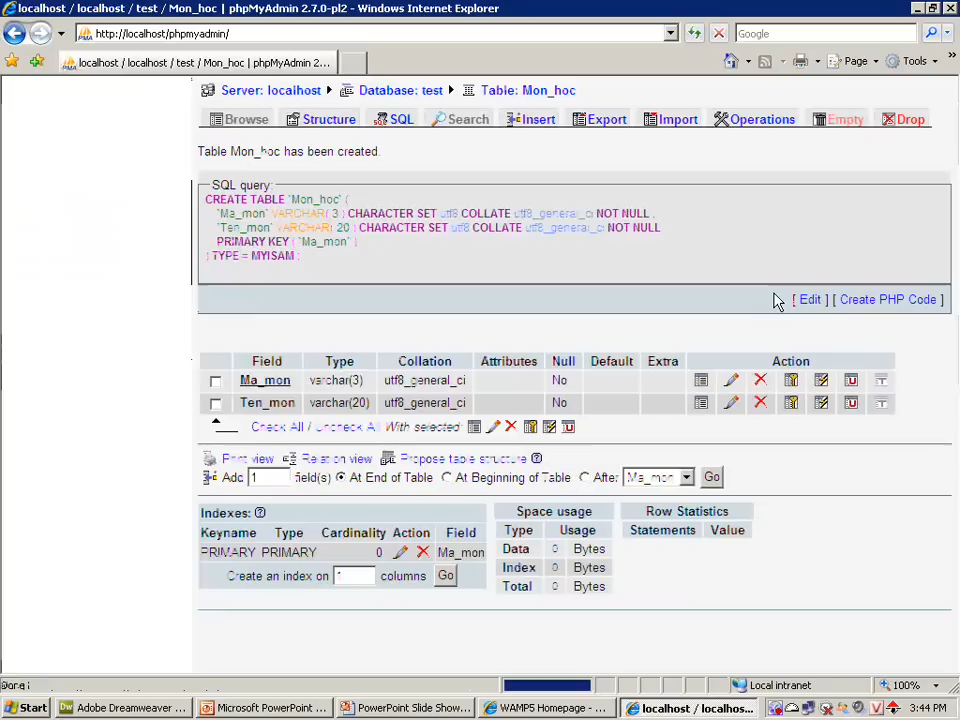 localhost / localhost / test / Mon_hoc | phpMyAdmin 2.7.0-pl2 - Windows Internet Explorer
http://localhost/phpmyadmin/
Google
localhost / localhost / test / Mon_hoc | phpMyAdmin 2....
Page Tools »
Server: localhost Database: test Table: Mon_hoc
Browse Structure SQL Search Insert Export Import Operations Empty Drop
Table Mon_hoc has been created.
SQL query:
CREATE TABLE `Mon_hoc` (
`Ma_mon` VARCHAR( 3 ) CHARACTER SET utf8 COLLATE utf8_general_ci NOT NULL ,
`Ten_mon` VARCHAR( 20 ) CHARACTER SET utf8 COLLATE utf8_general_ci NOT NULL
PRIMARY KEY ( `Ma_mon` )
) TYPE = MYISAM ;
[ Edit ] [ Create PHP Code ]
Field Type Collation Attributes Null Default Extra Action
Ma_mon varchar(3) utf8_general_ci No
Ten_mon varchar(20) utf8_general_ci No
Check All / Uncheck Al With selected:
Print view Relation view Propose table structure
Add 1 field(s) At End of Table At Beginning of Table After Ma_mon Go
Indexes: Space usage Row Statistics
Keyname Type Cardinality Action Field Type Usage Statements Value
PRIMARY PRIMARY 0 Ma_mon Data 0 Bytes
Index 0 Bytes
Create an index on 1 columns Go
Total 0 Bytes
Local intranet 100%
Start Adobe Dreamweaver ... Microsoft PowerPoint ... PowerPoint Slide Show... WAMP5 Homepage - ... localhost / localhos... 3:44 PM